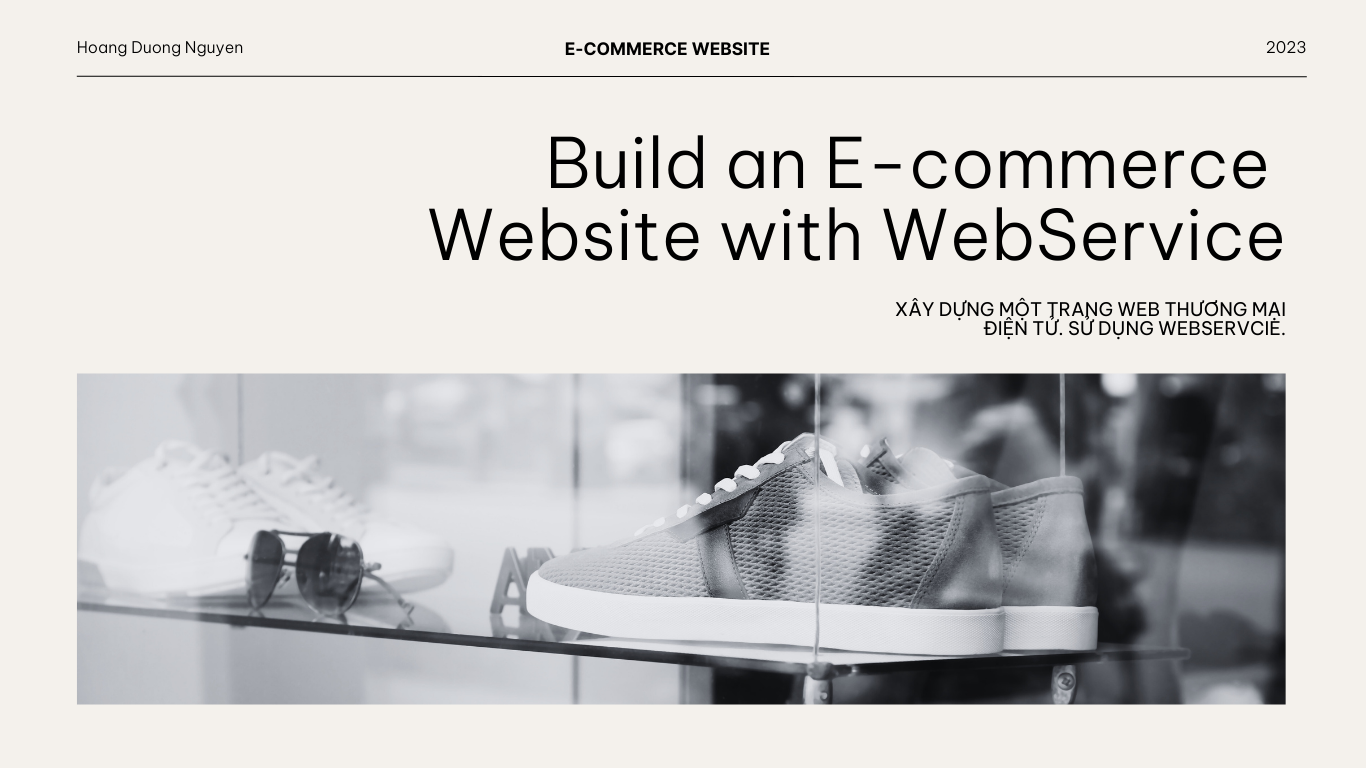 Hoang Duong Nguyen
E-COMMERCE WEBSITE
2023
Build an E-commerce
Website with WebService
XÂY DỰNG MỘT TRANG WEB THƯƠNG MẠI
ĐIỆN TỬ. SỬ DỤNG WEBSERVCIE.